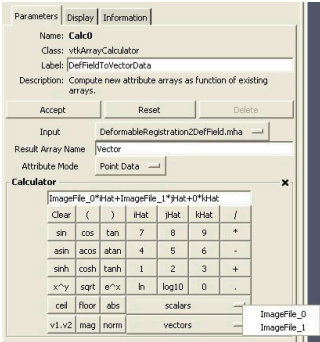 Parameters Display Information
Name: Calc0
Class: vtkArrayCalculator
Label: DefFieldToVectorData
Description: Compute new attribute arrays as function of existing
arrays.
Accept Reset Delete
Input DeformableRegistration2DefField.mha
Result Array Name Vector
Attribute Mode Point Data
Calculator x
ImageFile_0*iHat+ImageFile_1*jHat+0*kHat
Clear ( ) iHat jHat kHat /
sin cos tan 7 8 9 *
asin acos atan 4 5 6 -
sinh cosh tanh 1 2 3 +
x^y sqrt e^x ln log10 0 .
ceil floor abs scalars
v1.v2 mag norm vectors
ImageFile_0
ImageFile_1